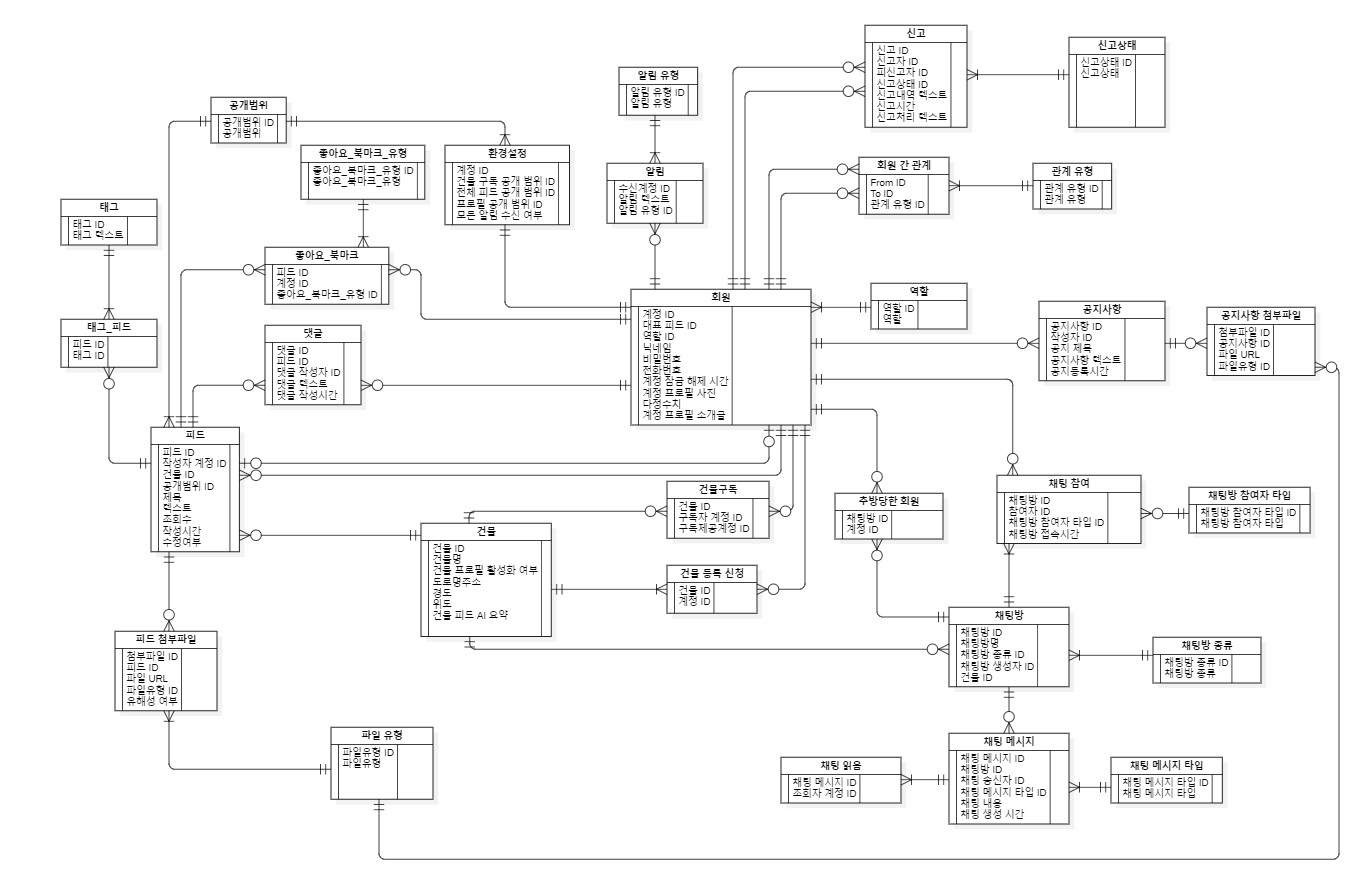 신고
신고 ID
신고자 ID
피신고자 ID
신고상태 ID
신고내역 텍스트
신고시간
신고처리 텍스트
신고상태
신고상태 ID
신고상태
알림 유형
알림 유형 ID
알림 유형
공개범위
공개범위 ID
공개범위
좋아요_북마크_유형
좋아요_북마크_유형 ID
좋아요_북마크_유형
환경설정
계정 ID
건물 구독 공개 범위 ID
전체 피드 공개 범위 ID
프로필 공개 범위 ID
모든 알림 수신 여부
알림
수신계정 ID
알림 텍스트
알림 유형 ID
회원 간 관계
From ID
To ID
관계 유형 ID
관계 유형
관계 유형 ID
관계 유형
태그
태그 ID
태그 텍스트
좋아요_북마크
피드 ID
계정 ID
좋아요_북마크_유형 ID
회원
계정 ID
대표 피드 ID
역할 ID
닉네임
비밀번호
전화번호
계정 잠금 해제 시간
계정 프로필 사진
다정수치
계정 프로필 소개글
역할
역할 ID
역할
공지사항
공지사항 ID
작성자 ID
공지 제목
공지사항 텍스트
공지등록시간
공지사항 첨부파일
첨부파일 ID
공지사항 ID
파일 URL
파일유형 ID
태그_피드
피드 ID
태그 ID
댓글
댓글 ID
피드 ID
댓글 작성자 ID
댓글 텍스트
댓글 작성시간
피드
피드 ID
작성자 계정 ID
건물 ID
공개범위 ID
제목
텍스트
조회수
작성시간
수정여부
건물구독
건물 ID
구독자 계정 ID
구독제공계정 ID
추방당한 회원
채팅방 ID
계정 ID
채팅 참여
채팅방 ID
참여자 ID
채팅방 참여자 타입 ID
채팅방 접속시간
채팅방 참여자 타입
채팅방 참여자 타입 ID
채팅방 참여자 타입
건물
건물 ID
건물명
건물 프로필 활성화 여부
도로명주소
경도
위도
건물 피드 AI 요약
건물 등록 신청
건물 ID
계정 ID
채팅방
채팅방 ID
채팅방명
채팅방 종류 ID
채팅방 생성자 ID
건물 ID
채팅방 종류
채팅방 종류 ID
채팅방 종류
피드 첨부파일
첨부파일 ID
피드 ID
파일 URL
파일유형 ID
유해성 여부
파일 유형
파일유형 ID
파일유형
채팅 읽음
채팅 메시지 ID
조회자 계정 ID
채팅 메시지
채팅 메시지 ID
채팅방 ID
채팅 송신자 ID
채팅 메시지 타입 ID
채팅 내용
채팅 생성 시간
채팅 메시지 타입
채팅 메시지 타입 ID
채팅 메시지 타입